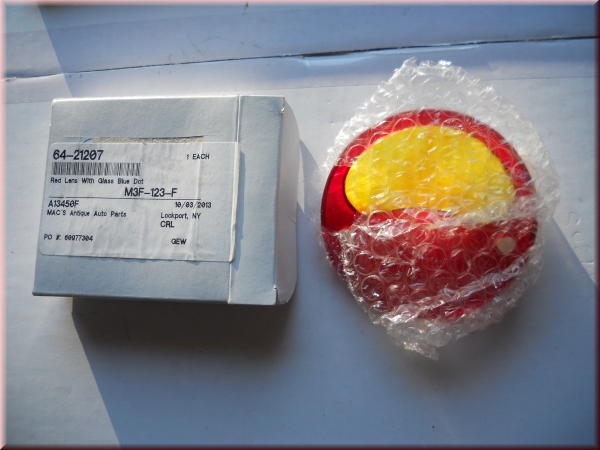 64-21207 1 EACH
Red Lens With Glass Blue Dot
M3F-123-F
A13450F 10/03/2013
MAC'S Antique Auto Parts Lockport, NY
CRL
PO #: 60977304 GEW